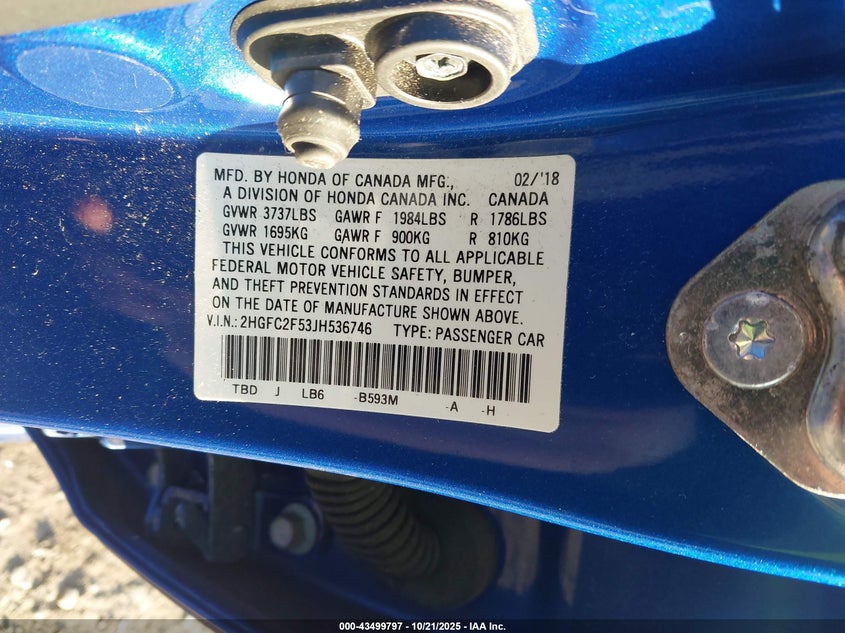 MFD. BY HONDA OF CANADA MFG., 02/'18
A DIVISION OF HONDA CANADA INC. CANADA
GVWR 3737LBS GAWR F 1984LBS R 1786LBS
GVWR 1695KG GAWR F 900KG R 810KG
THIS VEHICLE CONFORMS TO ALL APPLICABLE
FEDERAL MOTOR VEHICLE SAFETY, BUMPER,
AND THEFT PREVENTION STANDARDS IN EFFECT
ON THE DATE OF MANUFACTURE SHOWN ABOVE.
V.I.N.: 2HGFC2F53JH536746 TYPE: PASSENGER CAR
TBD J LB6 -B593M -A -H
000-43499797 - 10/21/2025 - IAA Inc.